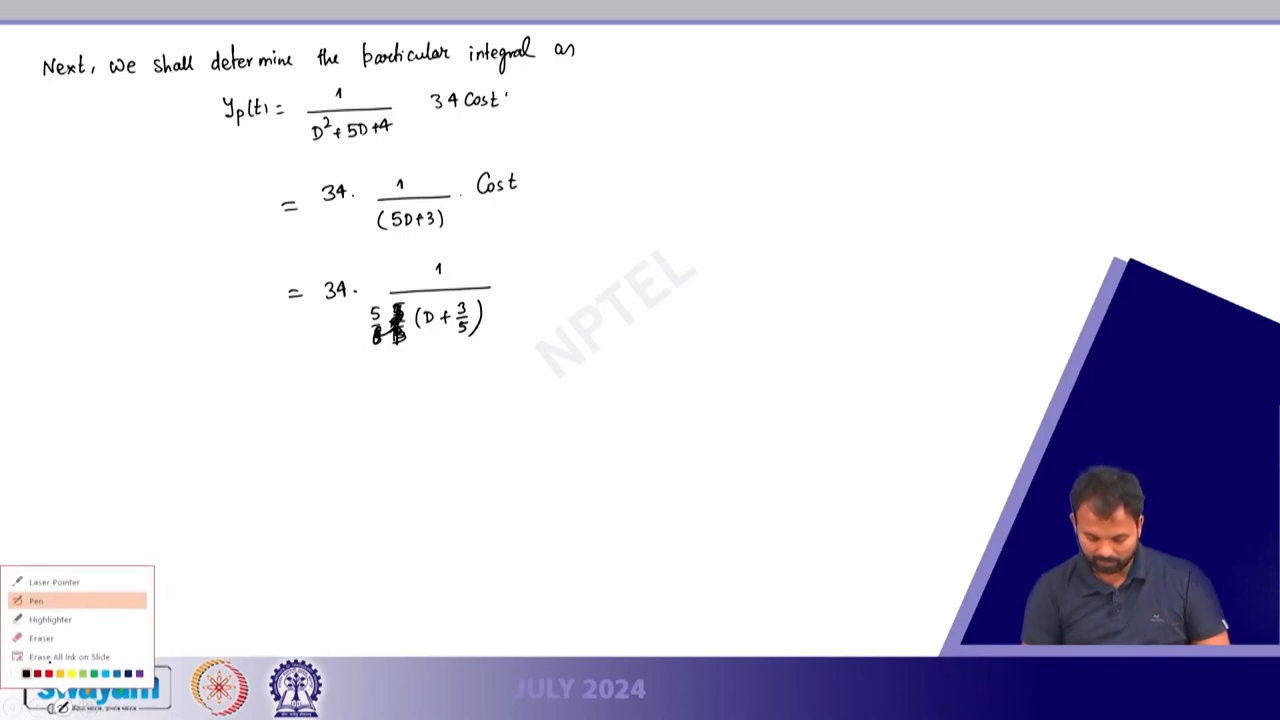 Next, we shall determine the particular integral as
yp(t) = 1 / (D² + 5D + 4) 34 Cost.
= 34. 1 / (5D+3) . Cost
= 34. 1 / 5 (D + 3/5)
NPTEL
Laser Pointer
Pen
Highlighter
Eraser
Erase All Ink on Slide
swayam
JULY 2024